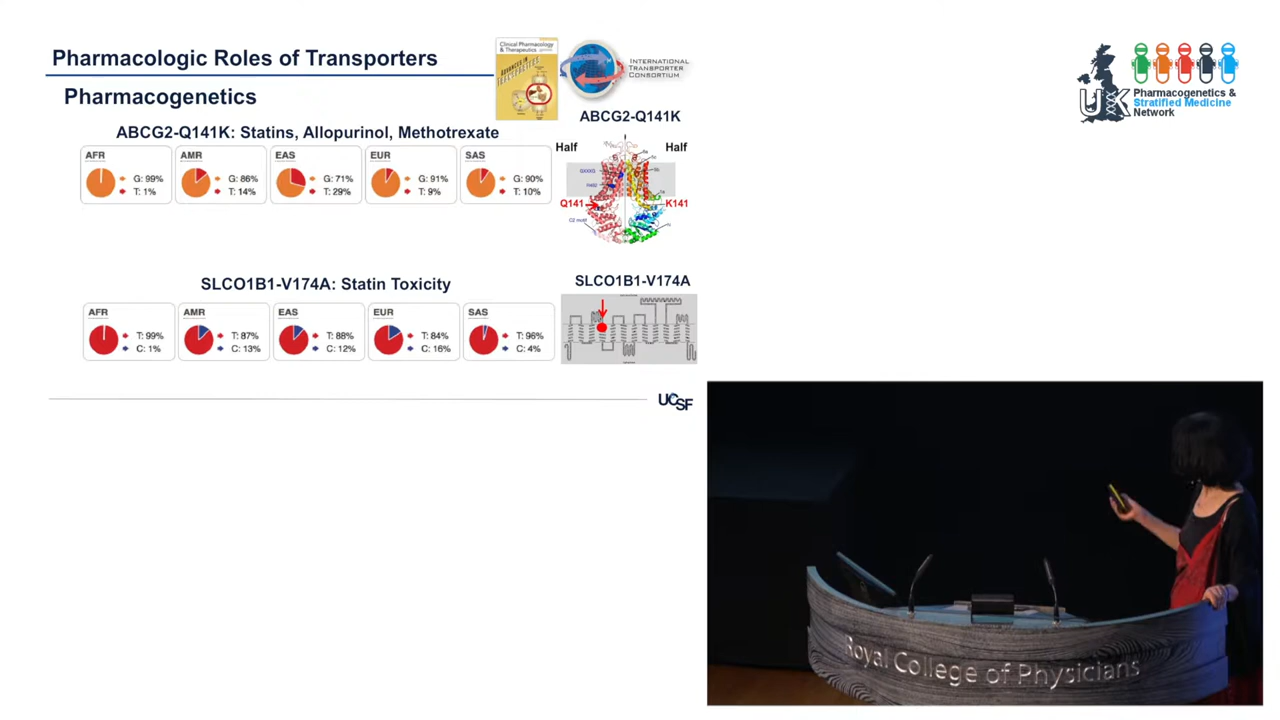 Pharmacologic Roles of Transporters
Pharmacogenetics
Clinical Pharmacology
& Therapeutics
INTERNATIONAL
TRANSPORTER
CONSORTIUM
UK
Pharmacogenetics &
Stratified Medicine
Network
ABCG2-Q141K: Statins, Allopurinol, Methotrexate
AFR
G: 99%
T: 1%
AMR
G: 86%
T: 14%
EAS
G: 71%
T: 29%
EUR
G: 91%
T: 9%
SAS
G: 90%
T: 10%
ABCG2-Q141K
Half
Half
Q141
K141
SLCO1B1-V174A: Statin Toxicity
AFR
T: 99%
C: 1%
AMR
T: 87%
C: 13%
EAS
T: 88%
C: 12%
EUR
T: 84%
C: 16%
SAS
T: 96%
C: 4%
SLCO1B1-V174A
UCSF
Royal College of Physicians